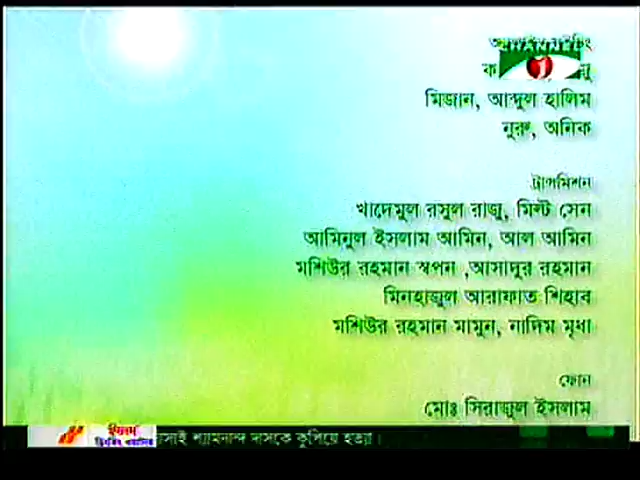 CHANNEL
মিজান, আব্দুল হালিম
নুরু, অনিক
ট্রান্সমিশন
খাদেমুল রসুল রাজু, মিল্ট সেন
আমিনুল ইসলাম আমিন, আল আমিন
মশিউর রহমান স্বপন ,আসাদুর রহমান
মিনহাজুল আরাফাত শিহাব
মশিউর রহমান মামুন, নাদিম মৃধা
ফোন
মোঃ সিরাজুল ইসলাম
শ্যামানন্দ দাসকে কুপিয়ে হত্যা।